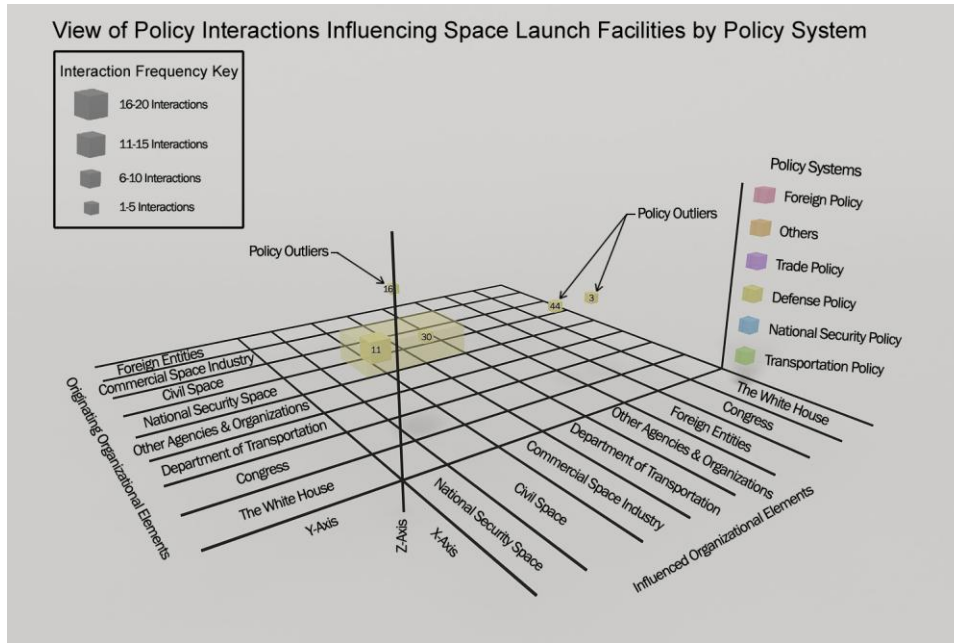 View of Policy Interactions Influencing Space Launch Facilities by Policy System
Interaction Frequency Key
16-20 Interactions
11-15 Interactions
6-10 Interactions
1-5 Interactions
Policy Systems
Foreign Policy
Others
Trade Policy
Defense Policy
National Security Policy
Transportation Policy
Policy Outliers
Policy Outliers
16
44
3
11
30
Originating Organizational Elements
Foreign Entities
Commercial Space Industry
Civil Space
National Security Space
Other Agencies & Organizations
Department of Transportation
Congress
The White House
Y-Axis
Z-Axis
X-Axis
National Security Space
Civil Space
Commercial Space Industry
Department of Transportation
Other Agencies & Organizations
Foreign Entities
Congress
The White House
Influenced Organizational Elements